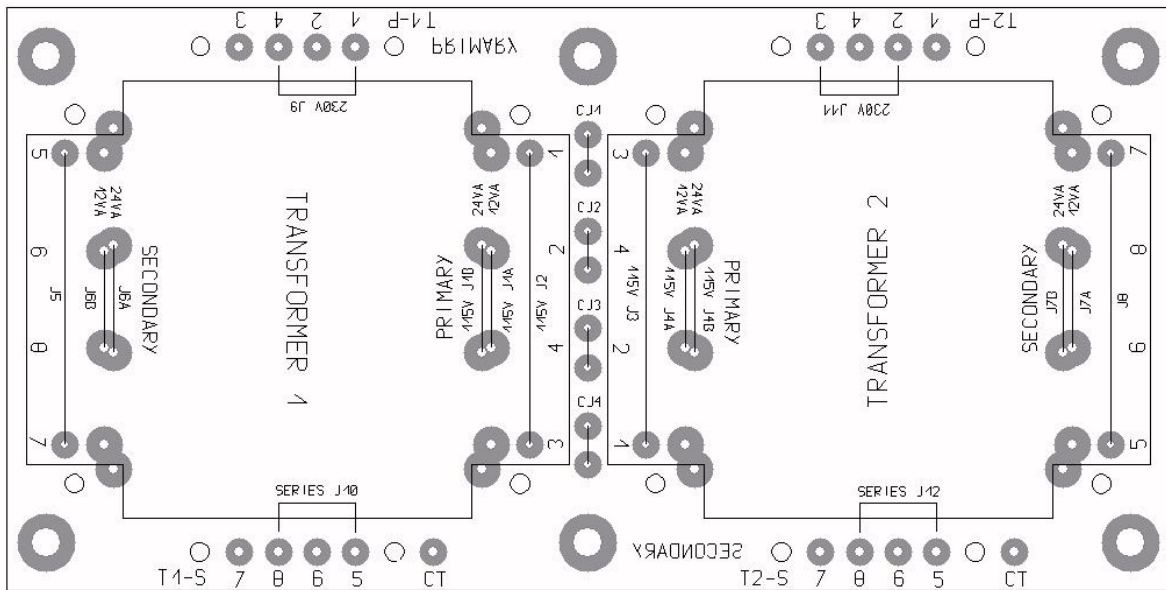 3 4 2 1 T1-P
PRIMARY
3 4 2 1 T2-P
230V J9
230V J11
CJ1
CJ2
CJ3
CJ4
5
6
8
7
J5
24VA
12VA
J6B
J6A
SECONDARY
TRANSFORMER 1
PRIMARY
24VA
12VA
115V J1B
115V J1A
115V J2
1
2
4
3
3
4
2
1
115V J3
24VA
12VA
115V J4A
115V J4B
PRIMARY
TRANSFORMER 2
SECONDARY
24VA
12VA
J7B
J7A
J8
7
8
6
5
SERIES J10
SERIES J12
T1-S 7 8 6 5 CT
SECONDARY
T2-S 7 8 6 5 CT